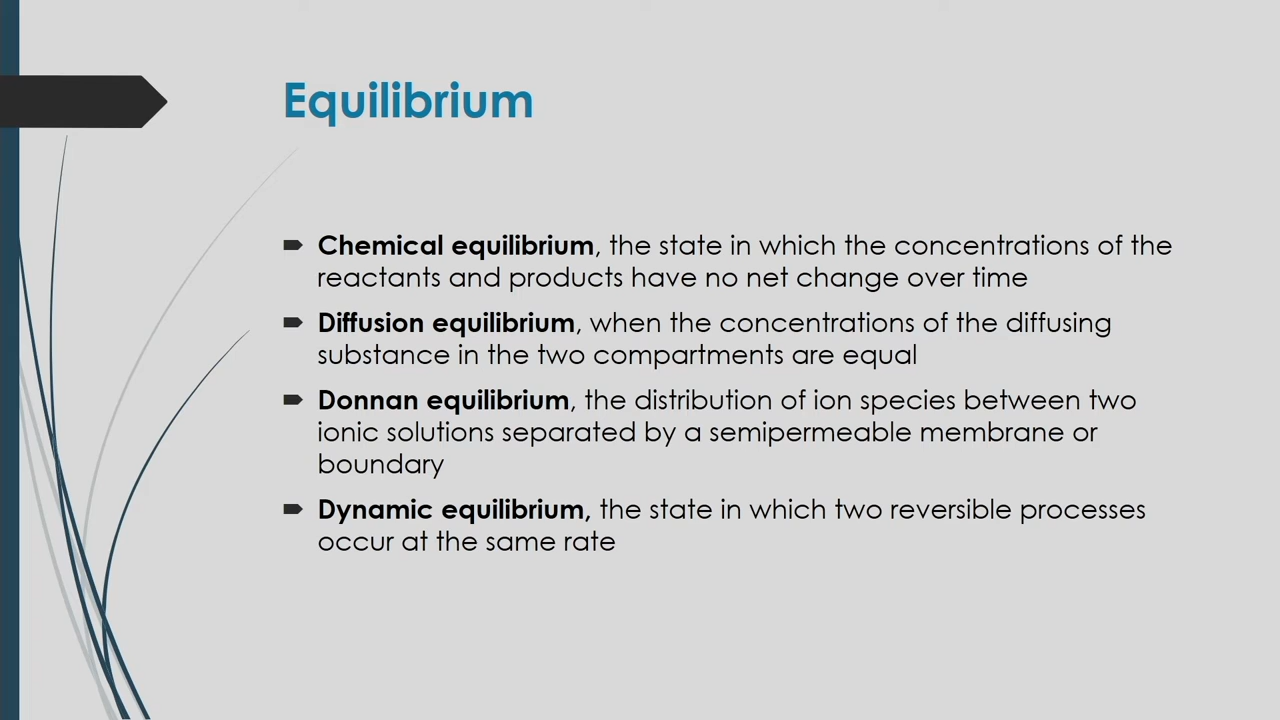 Equilibrium
Chemical equilibrium, the state in which the concentrations of the
reactants and products have no net change over time
Diffusion equilibrium, when the concentrations of the diffusing
substance in the two compartments are equal
Donnan equilibrium, the distribution of ion species between two
ionic solutions separated by a semipermeable membrane or
boundary
Dynamic equilibrium, the state in which two reversible processes
occur at the same rate